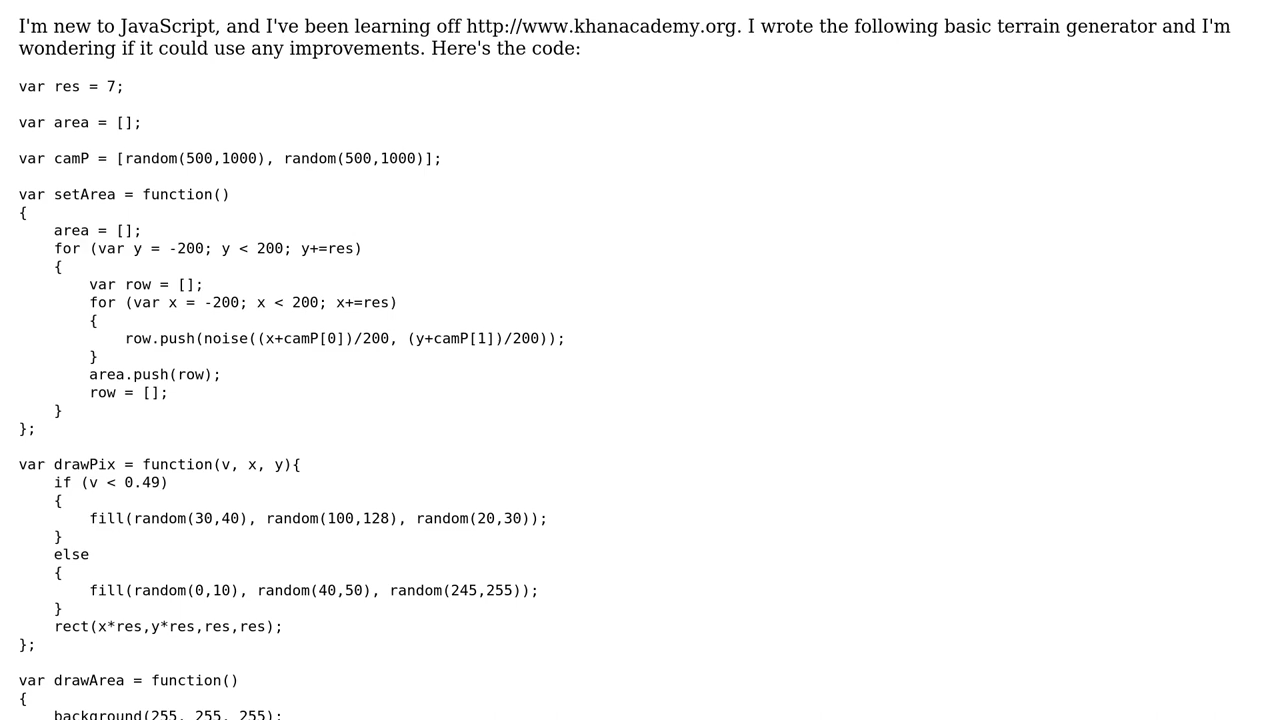 I'm new to JavaScript, and I've been learning off http://www.khanacademy.org. I wrote the following basic terrain generator and I'm
wondering if it could use any improvements. Here's the code:
var res = 7;
var area = [];
var camP = [random(500,1000), random(500,1000)];
var setArea = function()
{
    area = [];
    for (var y = -200; y < 200; y+=res)
    {
        var row = [];
        for (var x = -200; x < 200; x+=res)
        {
            row.push(noise((x+camP[0])/200, (y+camP[1])/200));
        }
        area.push(row);
        row = [];
    }
};
var drawPix = function(v, x, y){
    if (v < 0.49)
    {
        fill(random(30,40), random(100,128), random(20,30));
    }
    else
    {
        fill(random(0,10), random(40,50), random(245,255));
    }
    rect(x*res,y*res,res,res);
};
var drawArea = function()
{
    background(255, 255, 255);